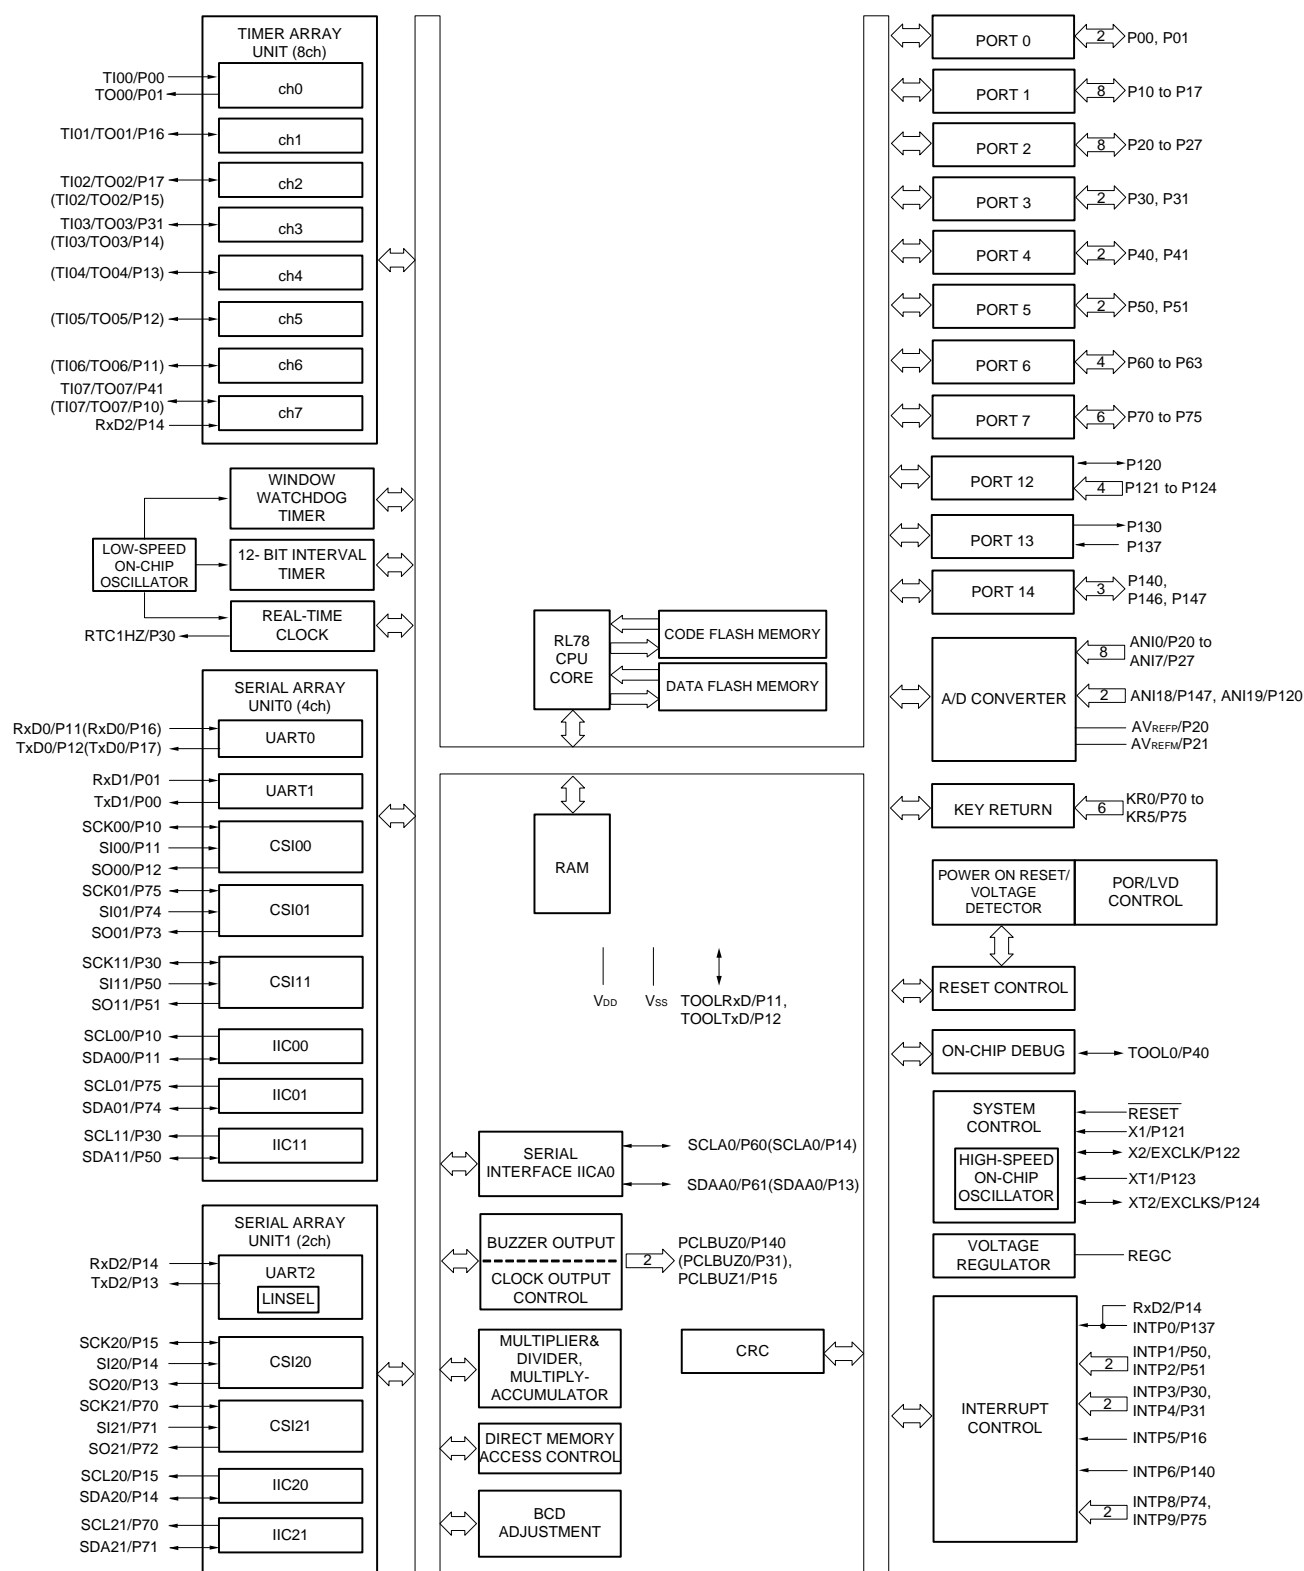 TIMER ARRAY
UNIT (8ch)
TI00/P00
TO00/P01
ch0
TI01/TO01/P16
ch1
TI02/TO02/P17
(TI02/TO02/P15)
ch2
TI03/TO03/P31
(TI03/TO03/P14)
ch3
(TI04/TO04/P13)
ch4
(TI05/TO05/P12)
ch5
(TI06/TO06/P11)
ch6
TI07/TO07/P41
(TI07/TO07/P10)
RxD2/P14
ch7
WINDOW
WATCHDOG
TIMER
LOW-SPEED
ON-CHIP
OSCILLATOR
12- BIT INTERVAL
TIMER
REAL-TIME
CLOCK
RTC1HZ/P30
SERIAL ARRAY
UNIT0 (4ch)
RxD0/P11(RxD0/P16)
TxD0/P12(TxD0/P17)
UART0
RxD1/P01
TxD1/P00
UART1
SCK00/P10
SI00/P11
SO00/P12
CSI00
SCK01/P75
SI01/P74
SO01/P73
CSI01
SCK11/P30
SI11/P50
SO11/P51
CSI11
SCL00/P10
SDA00/P11
IIC00
SCL01/P75
SDA01/P74
IIC01
SCL11/P30
SDA11/P50
IIC11
SERIAL ARRAY
UNIT1 (2ch)
RxD2/P14
TxD2/P13
UART2
LINSEL
SCK20/P15
SI20/P14
SO20/P13
CSI20
SCK21/P70
SI21/P71
SO21/P72
CSI21
SCL20/P15
SDA20/P14
IIC20
SCL21/P70
SDA21/P71
IIC21
RL78
CPU
CORE
CODE FLASH MEMORY
DATA FLASH MEMORY
RAM
VDD
VSS
TOOLRxD/P11,
TOOLTxD/P12
SERIAL
INTERFACE IICA0
SCLA0/P60(SCLA0/P14)
SDAA0/P61(SDAA0/P13)
BUZZER OUTPUT
CLOCK OUTPUT
CONTROL
2
PCLBUZ0/P140
(PCLBUZ0/P31),
PCLBUZ1/P15
MULTIPLIER&
DIVIDER,
MULTIPLY-
ACCUMULATOR
CRC
DIRECT MEMORY
ACCESS CONTROL
BCD
ADJUSTMENT
PORT 0
2
P00, P01
PORT 1
8
P10 to P17
PORT 2
8
P20 to P27
PORT 3
2
P30, P31
PORT 4
2
P40, P41
PORT 5
2
P50, P51
PORT 6
4
P60 to P63
PORT 7
6
P70 to P75
PORT 12
P120
4
P121 to P124
PORT 13
P130
P137
PORT 14
3
P140,
P146, P147
A/D CONVERTER
8
ANI0/P20 to
ANI7/P27
2
ANI18/P147, ANI19/P120
AVREFP/P20
AVREFM/P21
KEY RETURN
6
KR0/P70 to
KR5/P75
POWER ON RESET/
VOLTAGE
DETECTOR
POR/LVD
CONTROL
RESET CONTROL
ON-CHIP DEBUG
TOOL0/P40
SYSTEM
CONTROL
HIGH-SPEED
ON-CHIP
OSCILLATOR
RESET
X1/P121
X2/EXCLK/P122
XT1/P123
XT2/EXCLKS/P124
VOLTAGE
REGULATOR
REGC
INTERRUPT
CONTROL
RxD2/P14
INTP0/P137
2
INTP1/P50,
INTP2/P51
2
INTP3/P30,
INTP4/P31
INTP5/P16
INTP6/P140
2
INTP8/P74,
INTP9/P75